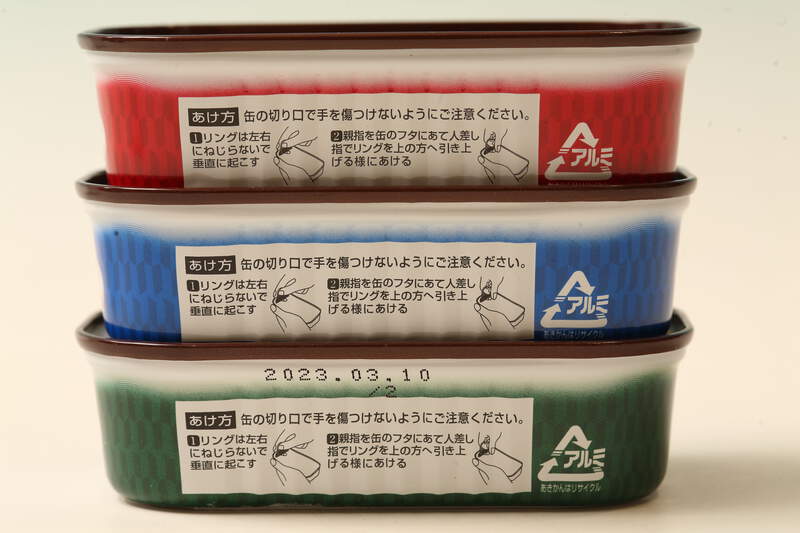 あけ方 缶の切り口で手を傷つけないようにご注意ください。
1リングは左右
にねじらないで
垂直に起こす
2親指を缶のフタにあて人差し
指でリングを上の方へ引き上
げる様にあける
アルミ
あけ方 缶の切り口で手を傷つけないようにご注意ください。
1リングは左右
にねじらないで
垂直に起こす
2親指を缶のフタにあて人差し
指でリングを上の方へ引き上
げる様にあける
アルミ
あきかんはリサイクル
2023.03.10
/2
あけ方 缶の切り口で手を傷つけないようにご注意ください。
1リングは左右
にねじらないで
垂直に起こす
2親指を缶のフタにあて人差し
指でリングを上の方へ引き上
げる様にあける
アルミ
あきかんはリサイクル